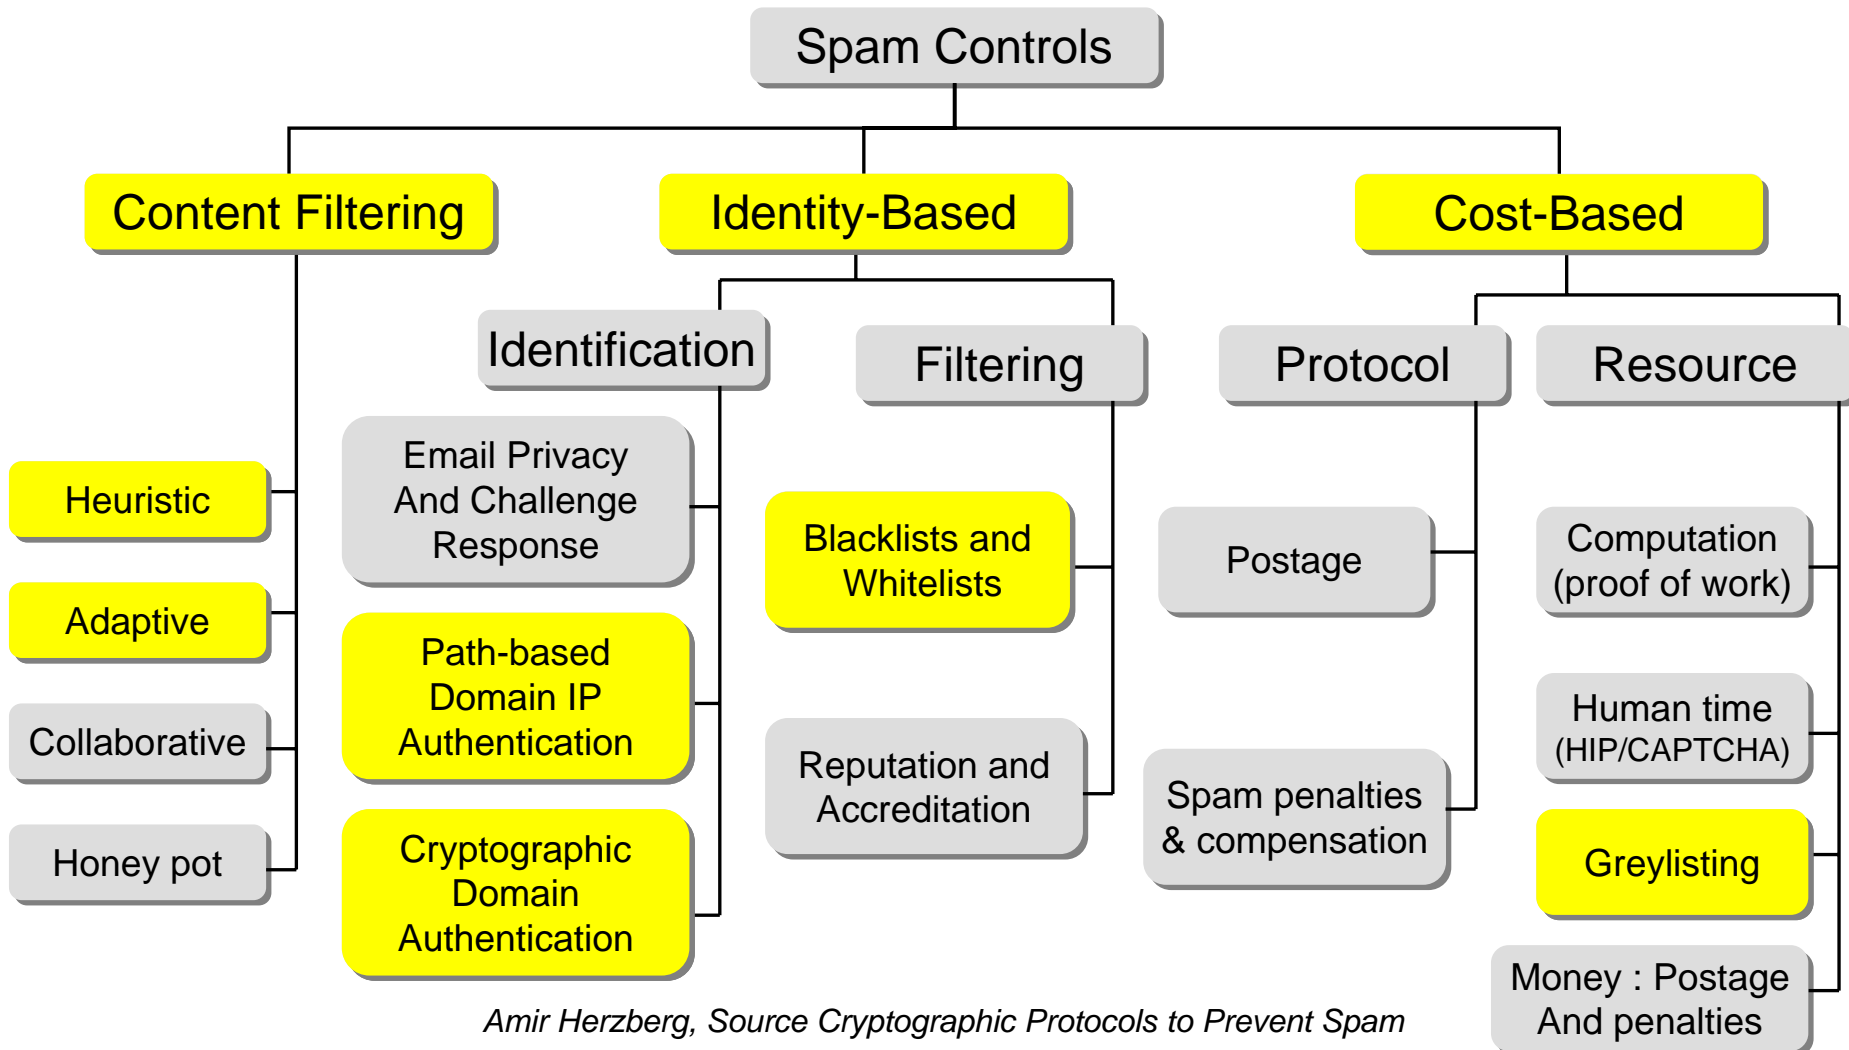 Spam Controls
Content Filtering
Identity-Based
Cost-Based
Identification
Filtering
Protocol
Resource
Heuristic
Adaptive
Collaborative
Honey pot
Email Privacy
And Challenge
Response
Path-based
Domain IP
Authentication
Cryptographic
Domain
Authentication
Blacklists and
Whitelists
Reputation and
Accreditation
Postage
Spam penalties
& compensation
Computation
(proof of work)
Human time
(HIP/CAPTCHA)
Greylisting
Money : Postage
And penalties
Amir Herzberg, Source Cryptographic Protocols to Prevent Spam